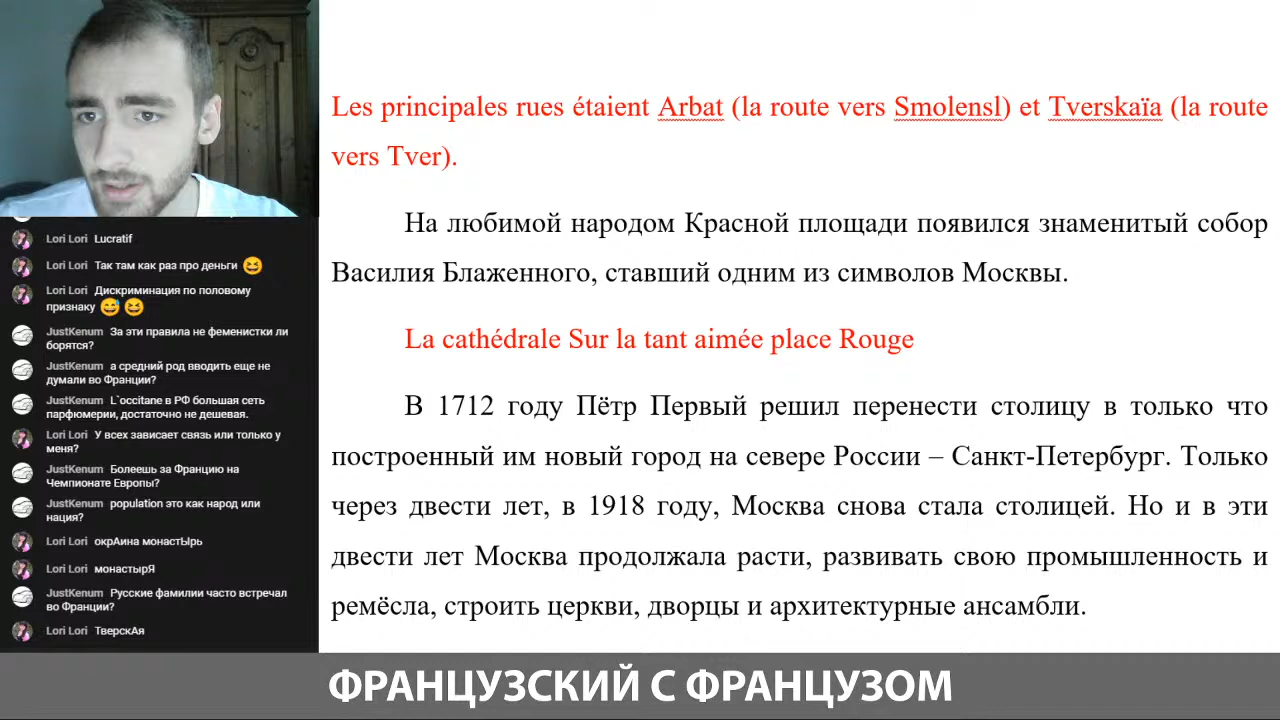 Les principales rues étaient Arbat (la route vers Smolensl) et Tverskaïa (la route
vers Tver).
На любимой народом Красной площади появился знаменитый собор
Василия Блаженного, ставший одним из символов Москвы.
La cathédrale Sur la tant aimée place Rouge
В 1712 году Пётр Первый решил перенести столицу в только что
построенный им новый город на севере России – Санкт-Петербург. Только
через двести лет, в 1918 году, Москва снова стала столицей. Но и в эти
двести лет Москва продолжала расти, развивать свою промышленность и
ремёсла, строить церкви, дворцы и архитектурные ансамбли.
Lori Lori Lucratif
Lori Lori Так там как раз про деньги
Lori Lori Дискриминация по половому
признаку
JustKenum За эти правила не феменистки ли
борятся?
JustKenum а средний род вводить еще не
думали во Франции?
JustKenum L`occitane в РФ большая сеть
парфюмерии, достаточно не дешевая.
Lori Lori У всех зависает связь или только у
меня?
JustKenum Болеешь за Францию на
Чемпионате Европы?
JustKenum population это как народ или
нация?
Lori Lori окрАина монастЫрь
Lori Lori монастырЯ
JustKenum Русские фамилии часто встречал
во Франции?
Lori Lori ТверскАя
ФРАНЦУЗСКИЙ С ФРАНЦУЗОМ